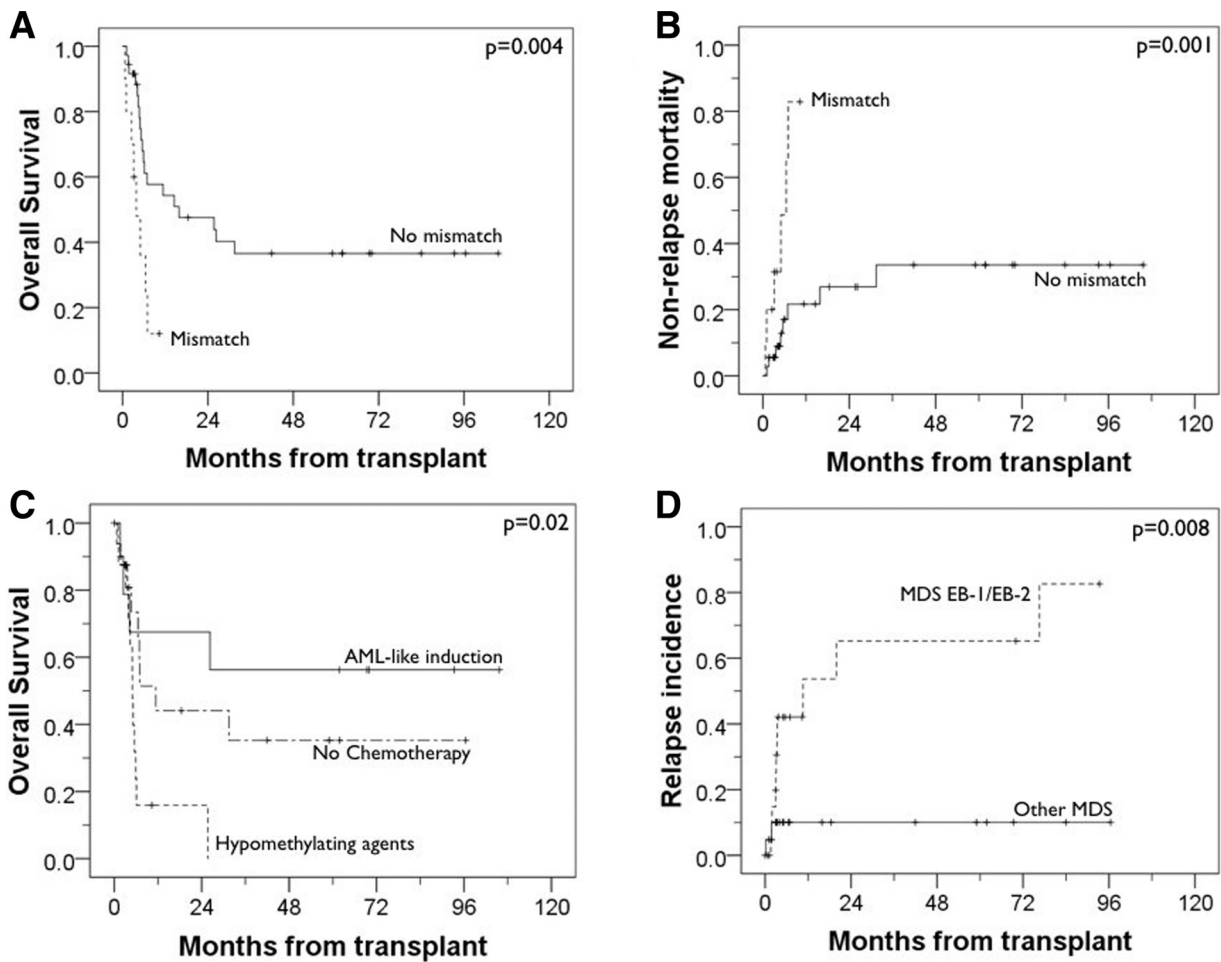 A
p=0.004
1.0
0.8
0.6
0.4
0.2
0.0
Overall Survival
No mismatch
Mismatch
0 24 48 72 96 120
Months from transplant
B
p=0.001
1.0
0.8
0.6
0.4
0.2
0.0
Non-relapse mortality
Mismatch
No mismatch
0 24 48 72 96 120
Months from transplant
C
p=0.02
1.0
0.8
0.6
0.4
0.2
0.0
Overall Survival
AML-like induction
No Chemotherapy
Hypomethylating agents
0 24 48 72 96 120
Months from transplant
D
p=0.008
1.0
0.8
0.6
0.4
0.2
0.0
Relapse incidence
MDS EB-1/EB-2
Other MDS
0 24 48 72 96 120
Months from transplant